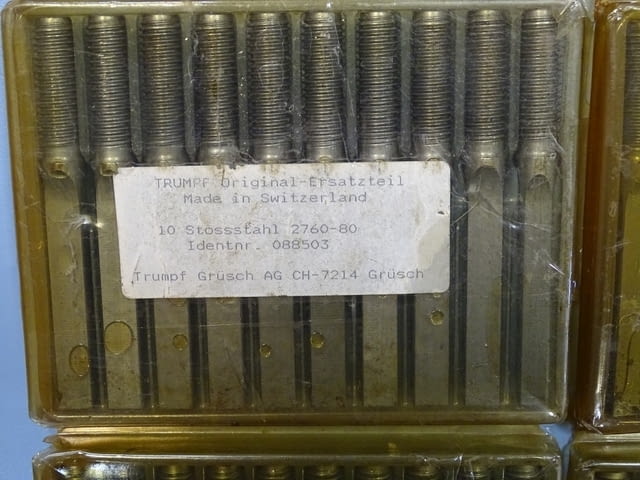 TRUMPF Original-Ersatzteil
Made in Switzerland
10 Stossstahl 2760-80
Identnr. 088503
Trumpf Grüsch AG CH-7214 Grüsch